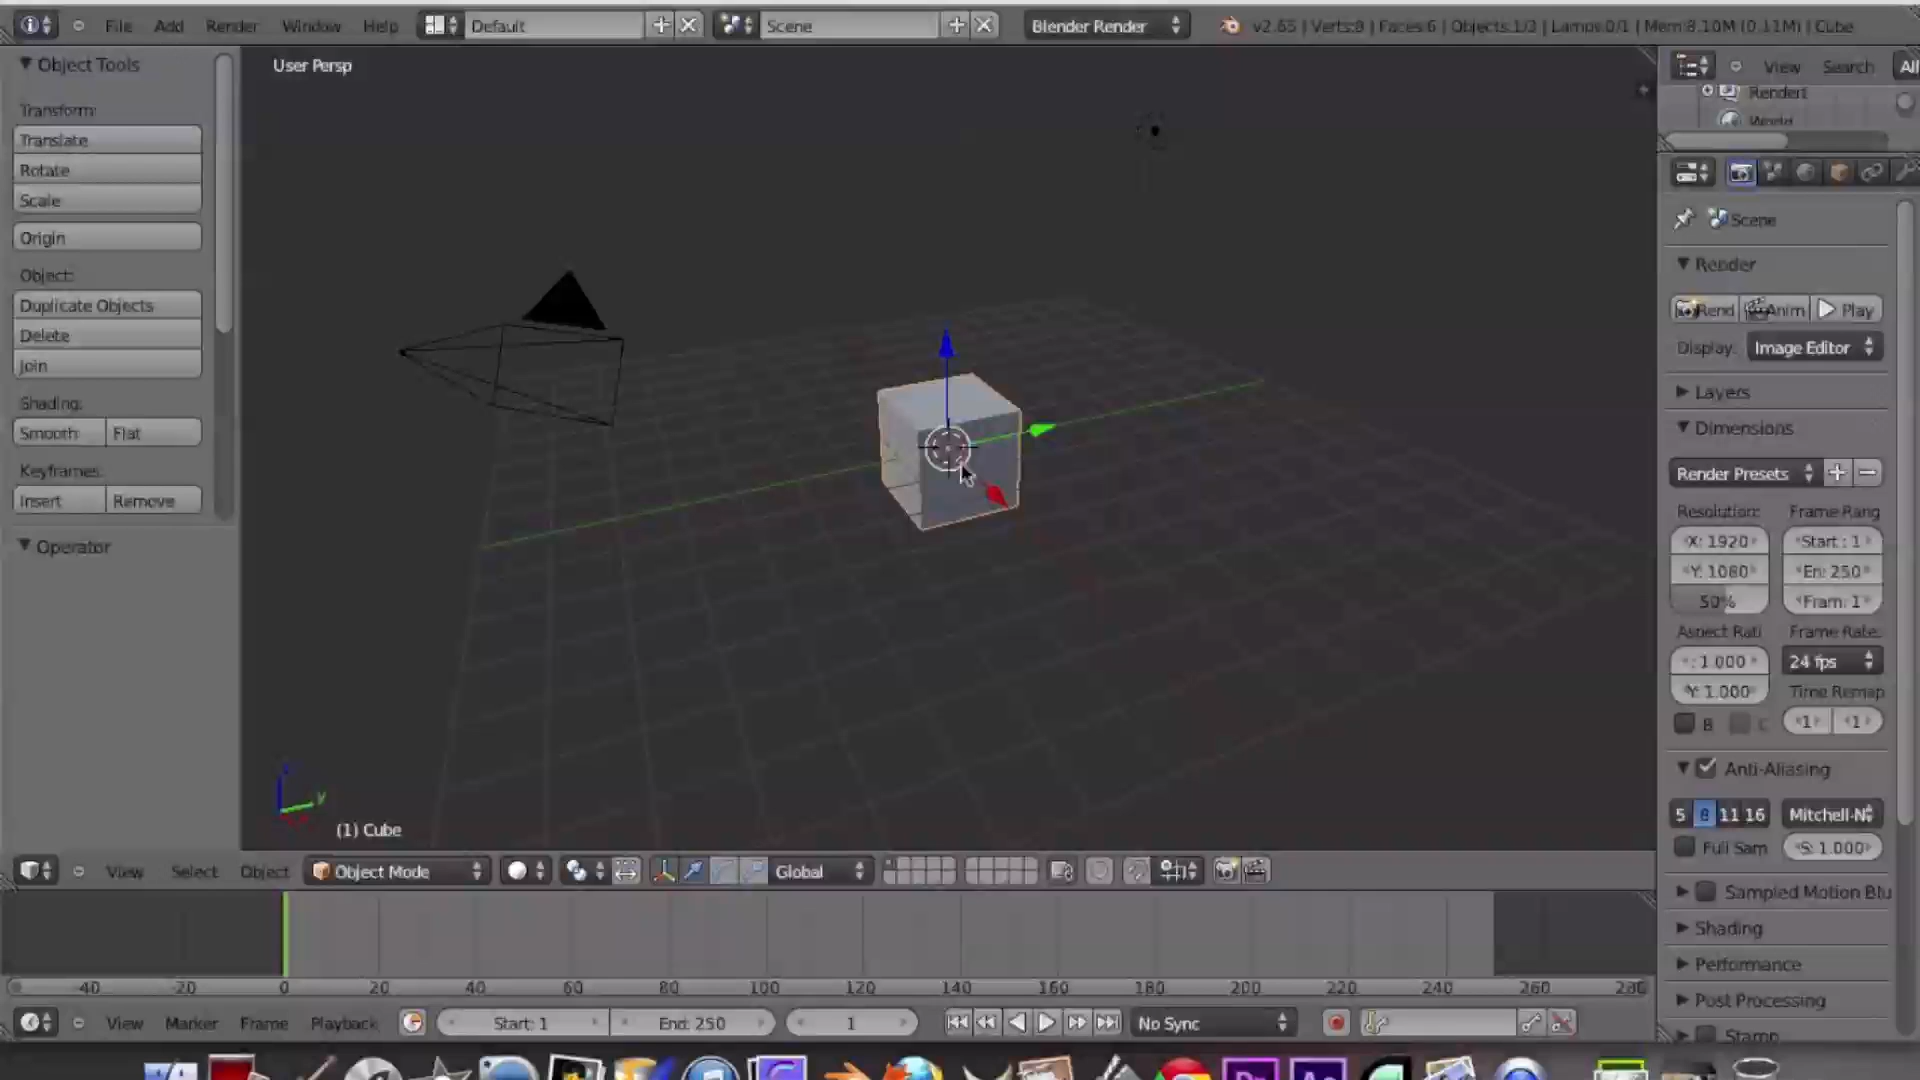 File Add Render Window Help Default Scene Blender Render v2.65 | Verts:8 | Faces:6 | Objects:1/3 | Lamps:0/1 | Mem:8.10M (0.11M) | Cube
Object Tools
Transform:
Translate
Rotate
Scale
Origin
Object:
Duplicate Objects
Delete
Join
Shading:
Smooth Flat
Keyframes:
Insert Remove
Operator
User Persp
(1) Cube
View Search All
World
Scene
Render
Rend Anim Play
Display: Image Editor
Layers
Dimensions
Render Presets
Resolution: Frame Rang
X: 1920 Start : 1
Y: 1080 En: 250
50% Fram: 1
Aspect Rati Frame Rate:
: 1.000 24 fps
Y: 1.000 Time Remap
B C 1 1
Anti-Aliasing
5 8 11 16 Mitchell-N
Full Sam S: 1.000
Sampled Motion Blu
Shading
Performance
Post Processing
Stamp
View Select Object Object Mode Global
-40 -20 0 20 40 60 80 100 120 140 160 180 200 220 240 260 280
View Marker Frame Playback Start: 1 End: 250 1 No Sync